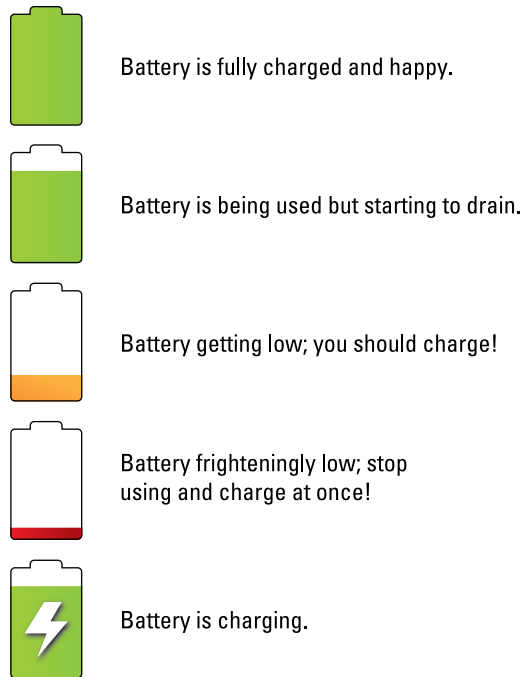 Battery is fully charged and happy.
Battery is being used but starting to drain.
Battery getting low; you should charge!
Battery frighteningly low; stop
using and charge at once!
Battery is charging.